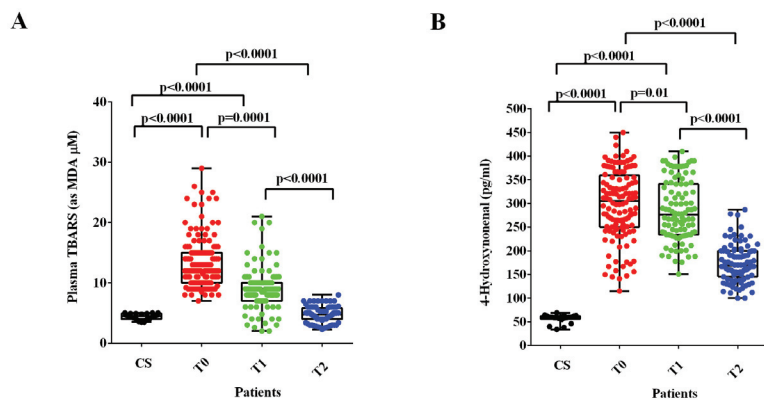 A
p<0.0001
p<0.0001
p<0.0001
p=0.0001
p<0.0001
Plasma TBARS (as MDA μM)
40
30
20
10
0
CS
T0
T1
T2
Patients
B
p<0.0001
p<0.0001
p<0.0001
p=0.01
p<0.0001
4-Hydroxynonenal (pg/ml)
500
450
400
350
300
250
200
150
100
50
0
CS
T0
T1
T2
Patients